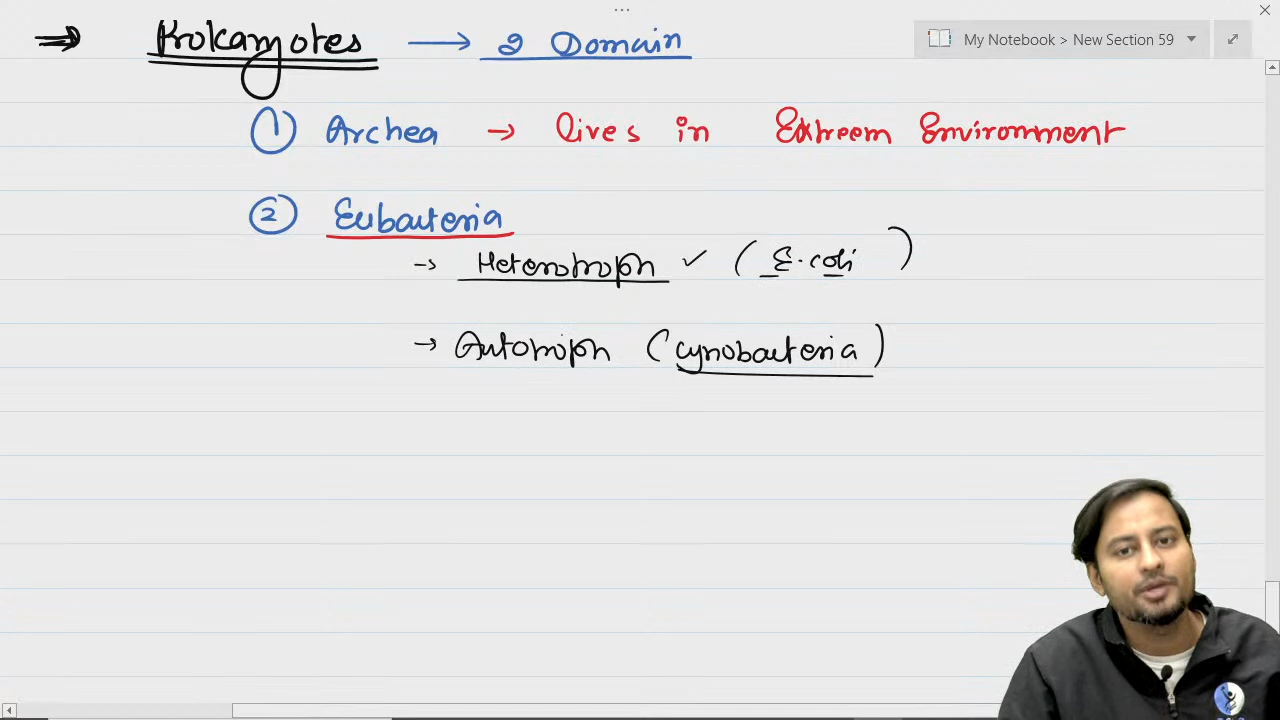 ⇒ Prokaryotes → 2 Domain
My Notebook > New Section 59
① Archea → lives in Extreem Environment
② Eubacteria
→ Heterotroph ✓ ( E. coli )
→ Autotroph (cynobacteria)